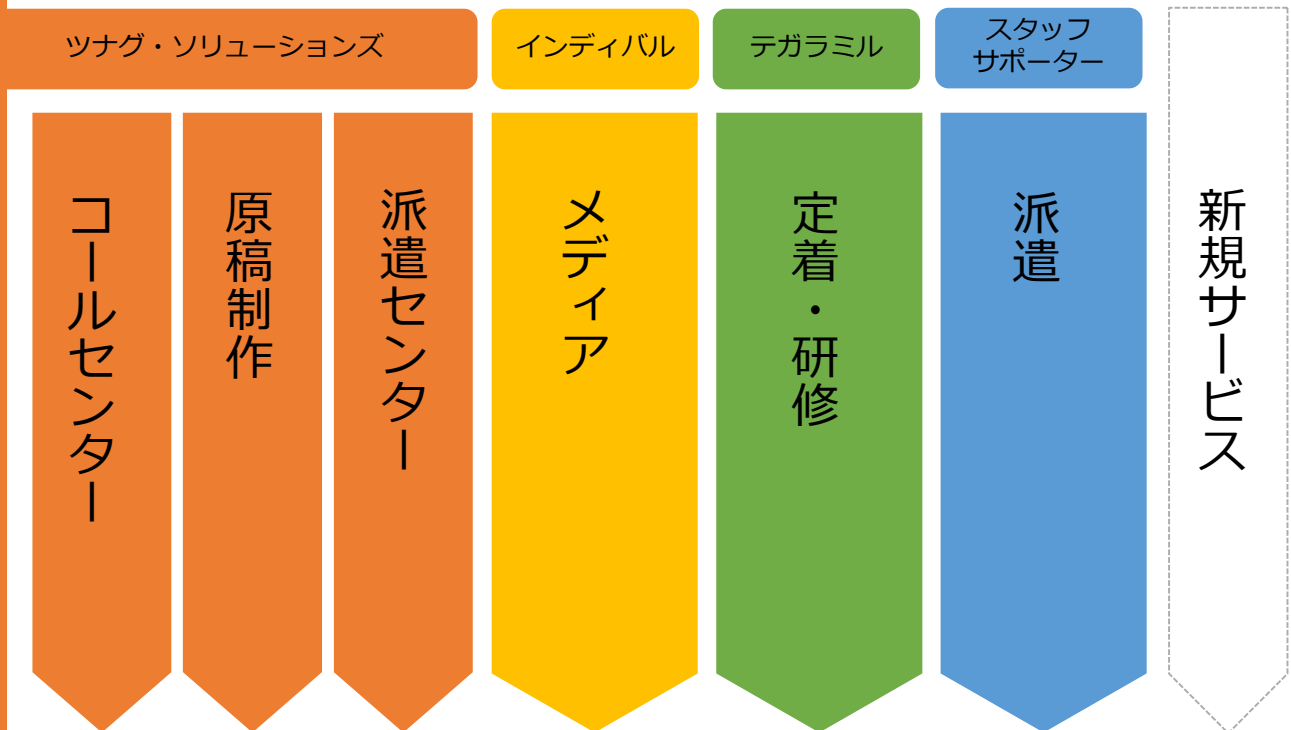 ツナグ・ソリューションズ
インディバル
テガラミル
スタッフ
サポーター
コールセンター
原稿制作
派遣センター
メディア
定着・研修
派遣
新規サービス